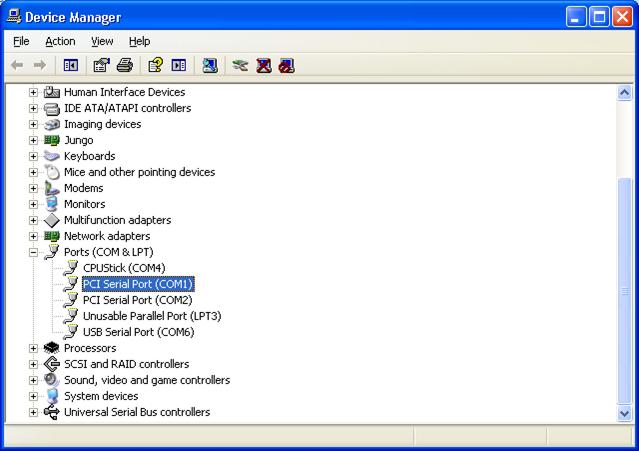 Device Manager
File Action View Help
Human Interface Devices
IDE ATA/ATAPI controllers
Imaging devices
Jungo
Keyboards
Mice and other pointing devices
Modems
Monitors
Multifunction adapters
Network adapters
Ports (COM & LPT)
CPUStick (COM4)
PCI Serial Port (COM1)
PCI Serial Port (COM2)
Unusable Parallel Port (LPT3)
USB Serial Port (COM6)
Processors
SCSI and RAID controllers
Sound, video and game controllers
System devices
Universal Serial Bus controllers